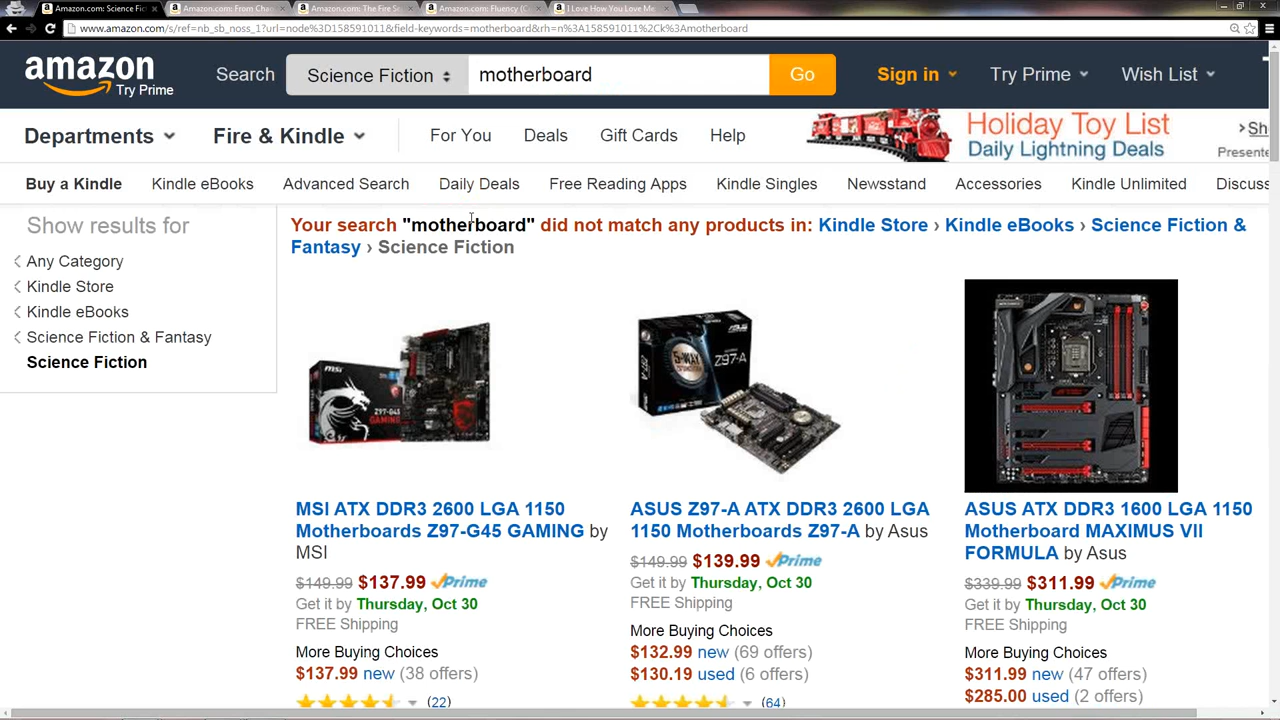 Amazon.com: Science Fic
Amazon.com: From Cha
Amazon.com: The Fire S
Amazon.com: Fluency (C
I Love How You Love Me
www.amazon.com/s/ref=nb_sb_noss_1?url=node%3D158591011&field-keywords=motherboard&rh=n%3A158591011%2Ck%3Amotherboard
amazon
Try Prime
Search
Science Fiction
motherboard
Go
Sign in
Try Prime
Wish List
Departments
Fire & Kindle
For You
Deals
Gift Cards
Help
Holiday Toy List
Daily Lightning Deals
Sh
Presente
Buy a Kindle
Kindle eBooks
Advanced Search
Daily Deals
Free Reading Apps
Kindle Singles
Newsstand
Accessories
Kindle Unlimited
Discuss
Show results for
Any Category
Kindle Store
Kindle eBooks
Science Fiction & Fantasy
Science Fiction
Your search "motherboard" did not match any products in: Kindle Store › Kindle eBooks › Science Fiction &
Fantasy › Science Fiction
msi
Z97-G45
GAMING
ASUS
5-WAY
Z97-A
MSI ATX DDR3 2600 LGA 1150
Motherboards Z97-G45 GAMING by
MSI
$149.99 $137.99 Prime
Get it by Thursday, Oct 30
FREE Shipping
More Buying Choices
$137.99 new (38 offers)
(22)
ASUS Z97-A ATX DDR3 2600 LGA
1150 Motherboards Z97-A by Asus
$149.99 $139.99 Prime
Get it by Thursday, Oct 30
FREE Shipping
More Buying Choices
$132.99 new (69 offers)
$130.19 used (6 offers)
(64)
ASUS ATX DDR3 1600 LGA 1150
Motherboard MAXIMUS VII
FORMULA by Asus
$339.99 $311.99 Prime
Get it by Thursday, Oct 30
FREE Shipping
More Buying Choices
$311.99 new (47 offers)
$285.00 used (2 offers)